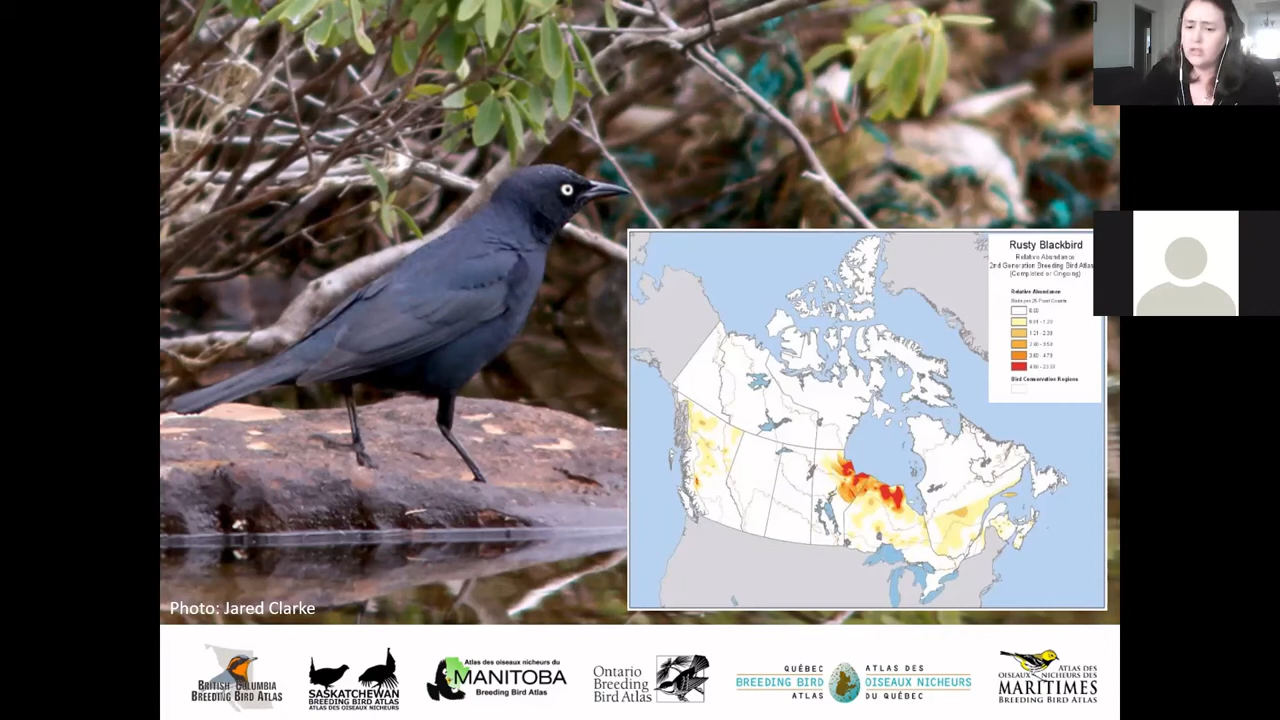 Rusty Blackbird
Relative Abundance
2nd Generation Breeding Bird Atlas
(Completed or Ongoing)
Relative Abundance
0.00
Bird Conservation Regions
Photo: Jared Clarke
BRITISH COLUMBIA
BREEDING BIRD ATLAS
SASKATCHEWAN
BREEDING BIRD ATLAS
ATLAS DES OISEAUX NICHEURS
Atlas des oiseaux nicheurs du
MANITOBA
Breeding Bird Atlas
Ontario
Breeding
Bird Atlas
QUÉBEC
BREEDING BIRD
ATLAS
ATLAS DES
OISEAUX NICHEURS
DU QUÉBEC
ATLAS DES
OISEAUX NICHEURS DES
MARITIMES
BREEDING BIRD ATLAS